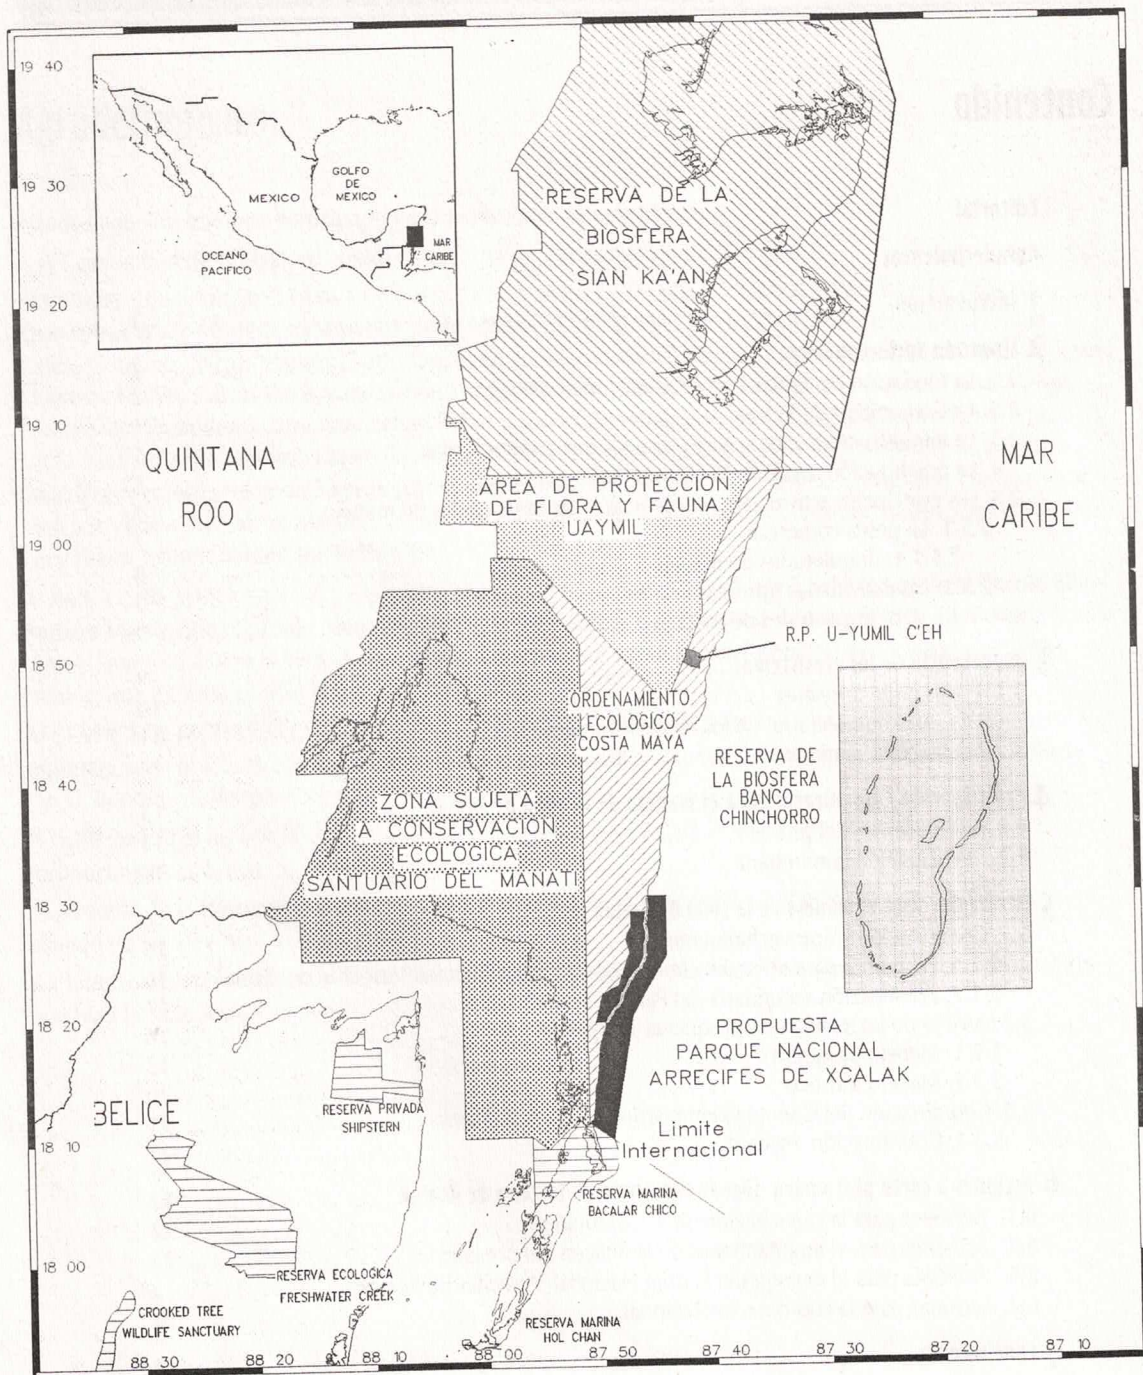 Contenido
19 40
19 30
19 20
19 10
19 00
18 50
18 40
18 30
18 20
18 10
18 00
GOLFO
DE
MEXICO
MEXICO
OCEANO
PACIFICO
MAR
CARIBE
RESERVA DE LA
BIOSFERA
SIAN KA'AN
QUINTANA
ROO
MAR
CARIBE
AREA DE PROTECCION
DE FLORA Y FAUNA
UAYMIL
R.P. U-YUMIL C'EH
ORDENAMIENTO
ECOLOGICO
COSTA MAYA
RESERVA DE
LA BIOSFERA
BANCO
CHINCHORRO
ZONA SUJETA
A CONSERVACION
ECOLOGICA
SANTUARIO DEL MANATI
PROPUESTA
PARQUE NACIONAL
ARRECIFES DE XCALAK
BELICE
RESERVA PRIVADA
SHIPSTERN
Limite
Internacional
RESERVA MARINA
BACALAR CHICO
RESERVA ECOLOGICA
FRESHWATER CREEK
CROOKED TREE
WILDLIFE SANCTUARY
RESERVA MARINA
HOL CHAN
88 30
88 20
88 10
88 00
87 50
87 40
87 30
87 20
87 10